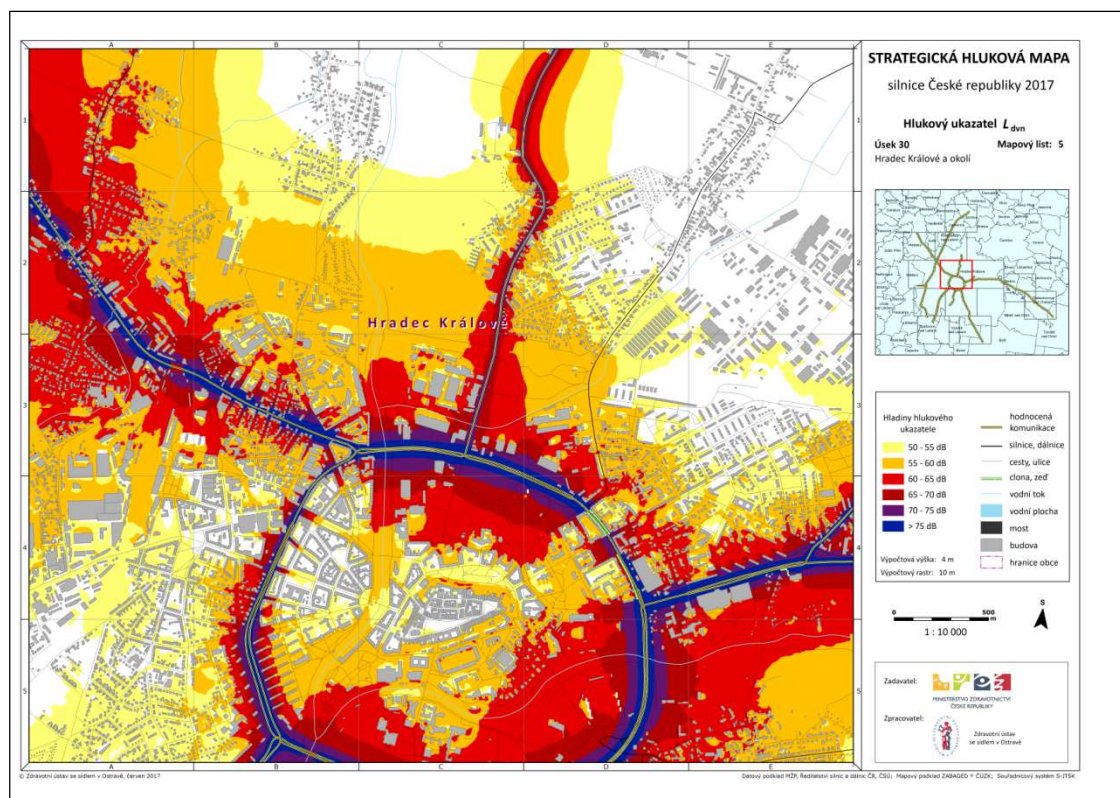 STRATEGICKÁ HLUKOVÁ MAPA
silnice České republiky 2017
Hlukový ukazatel L dvn
Úsek 30
Mapový list: 5
Hradec Králové a okolí
A
B
C
D
E
1
2
3
4
5
Hradec Králové
Hladiny hlukového
ukazatele
50 - 55 dB
55 - 60 dB
60 - 65 dB
65 - 70 dB
70 - 75 dB
> 75 dB
Výpočtová výška: 4 m
Výpočtový rastr: 10 m
hodnocená
komunikace
silnice, dálnice
cesty, ulice
clona, zeď
vodní tok
vodní plocha
most
budova
hranice obce
0
500
m
1 : 10 000
S
Zadavatel:
MINISTERSTVO ZDRAVOTNICTVÍ
ČESKÉ REPUBLIKY
Zpracovatel:
Zdravotní ústav
se sídlem v Ostravě
© Zdravotní ústav se sídlem v Ostravě, červen 2017
Datový podklad MŽP, Ředitelství silnic a dálnic ČR, ČSÚ; Mapový podklad ZABAGED ® ČÚZK; Souřadnicový systém S-JTSK